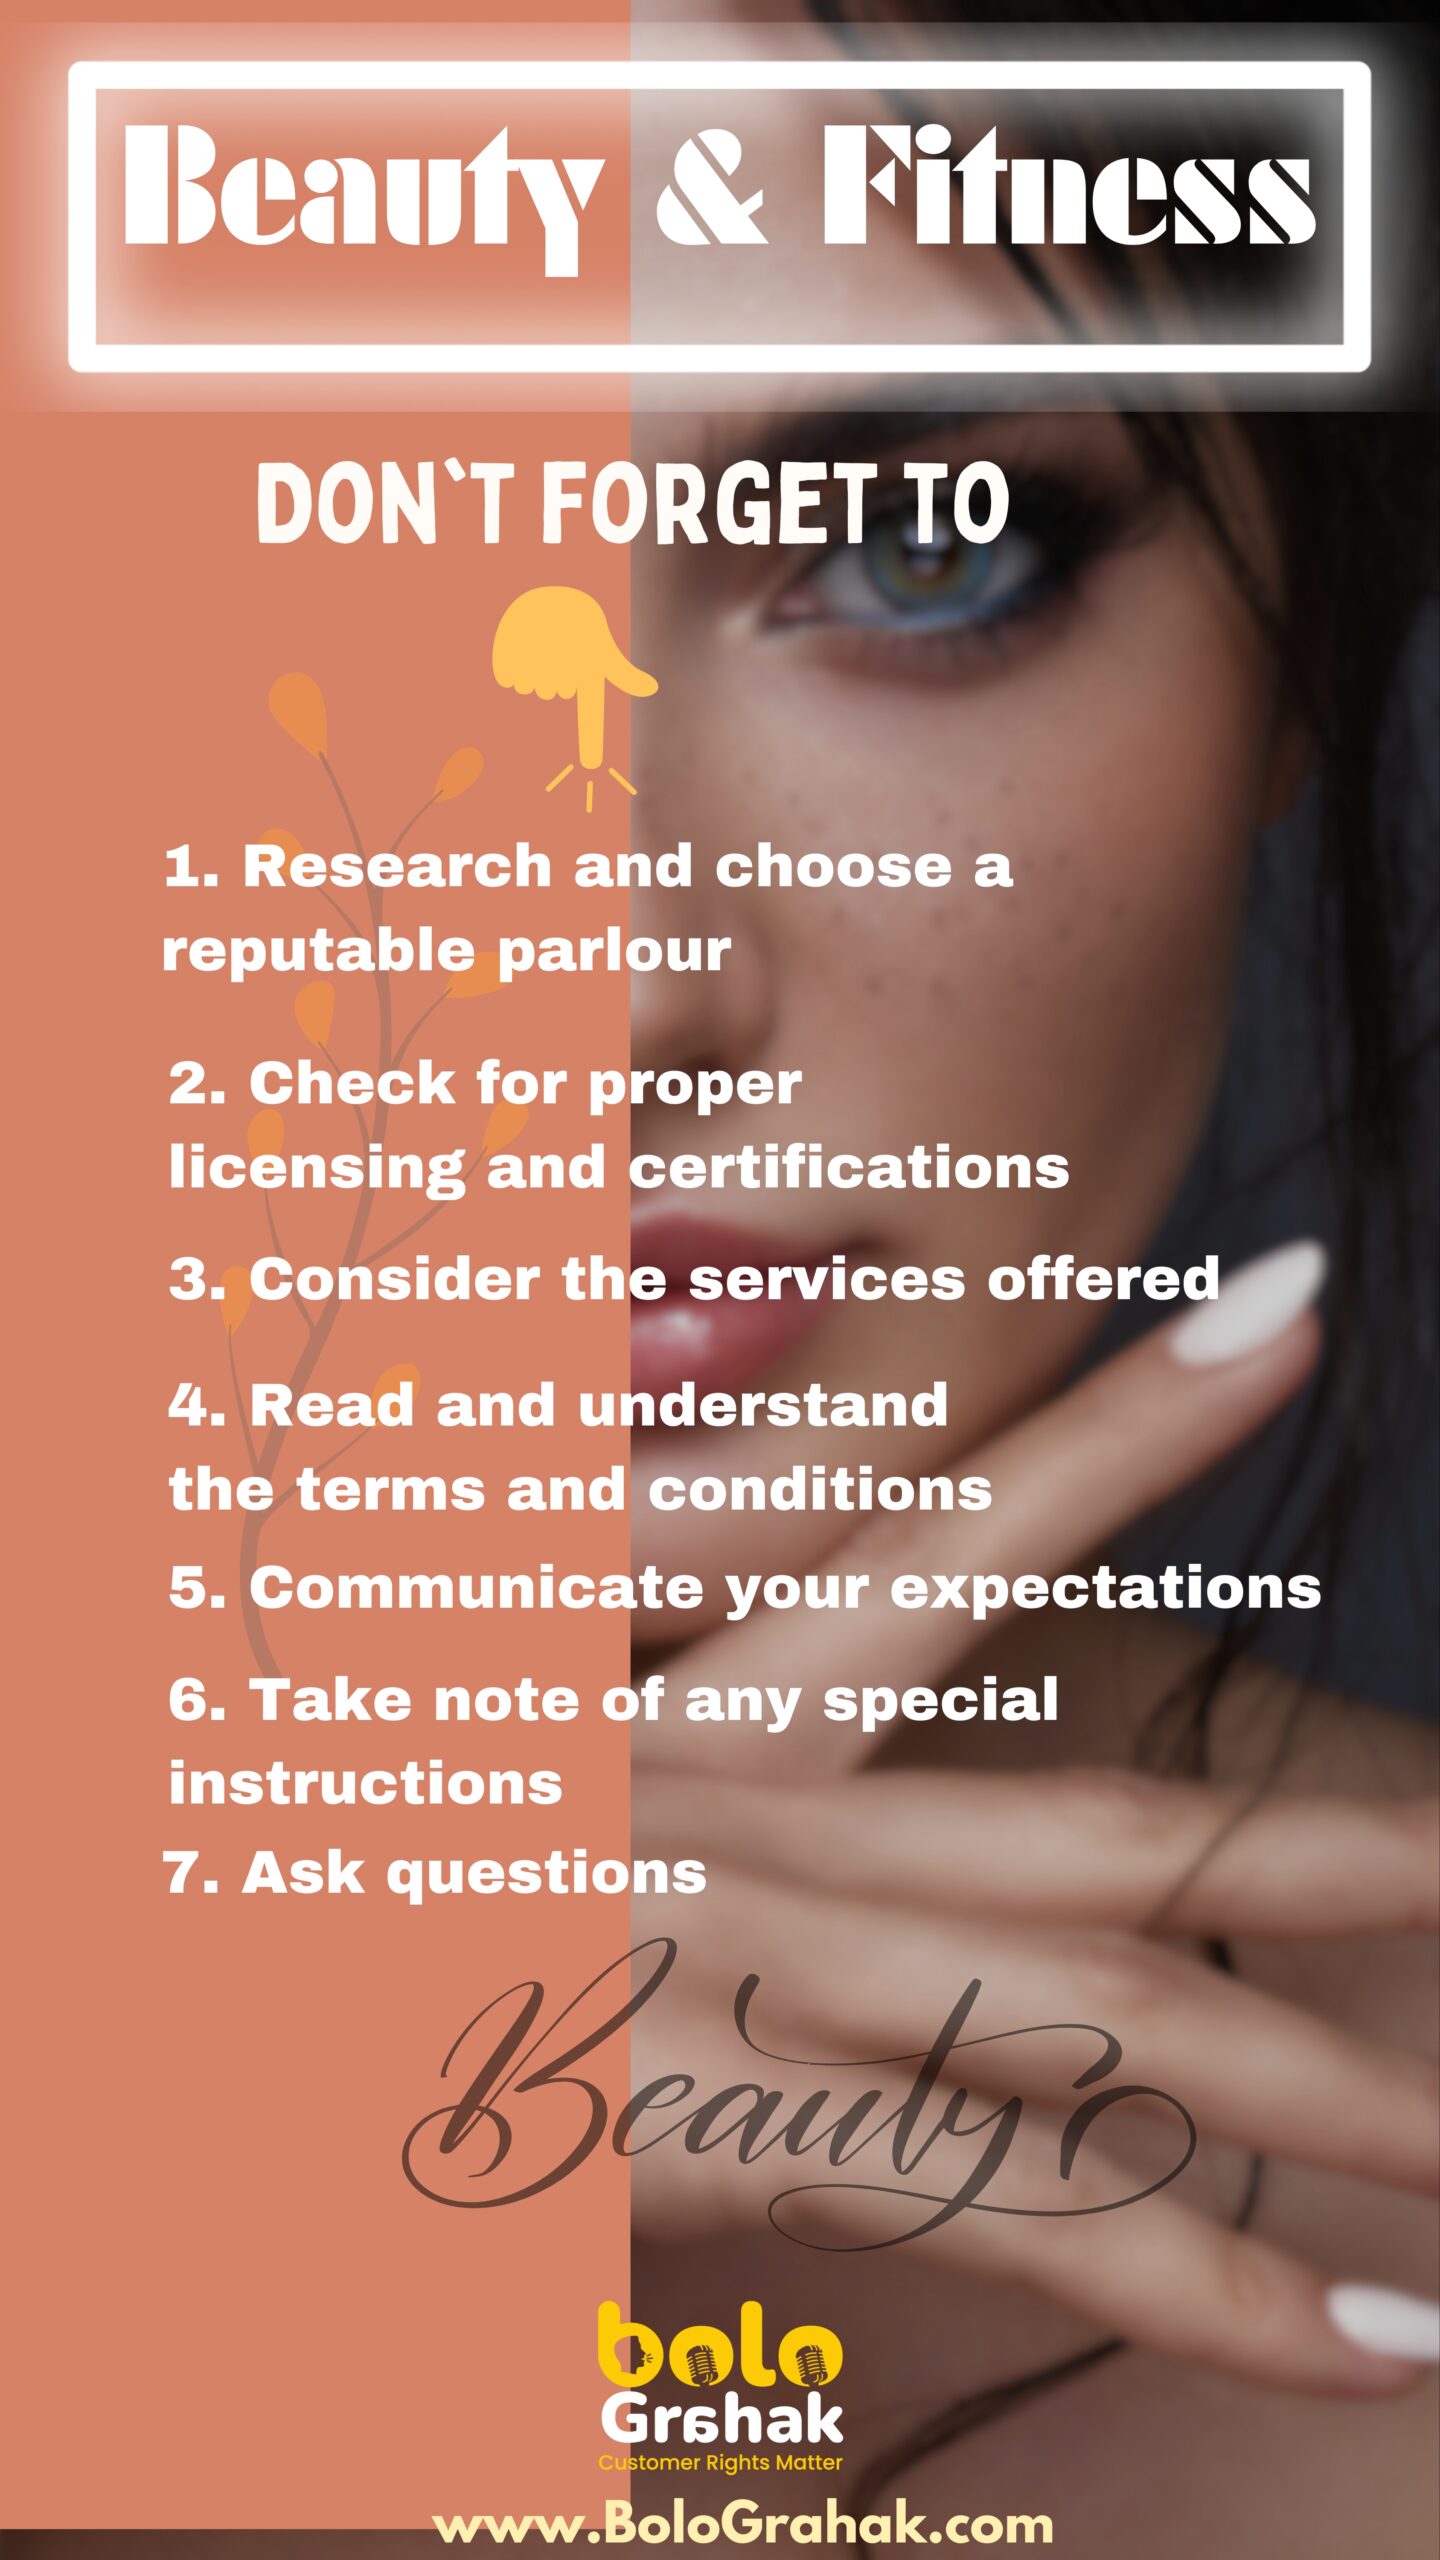 Beauty & Fitness
DON`T FORGET TO
1. Research and choose a
reputable parlour
2. Check for proper
licensing and certifications
3. Consider the services offered
4. Read and understand
the terms and conditions
5. Communicate your expectations
6. Take note of any special
instructions
7. Ask questions
Beauty
bolo
Grahak
Customer Rights Matter
www.BoloGrahak.com